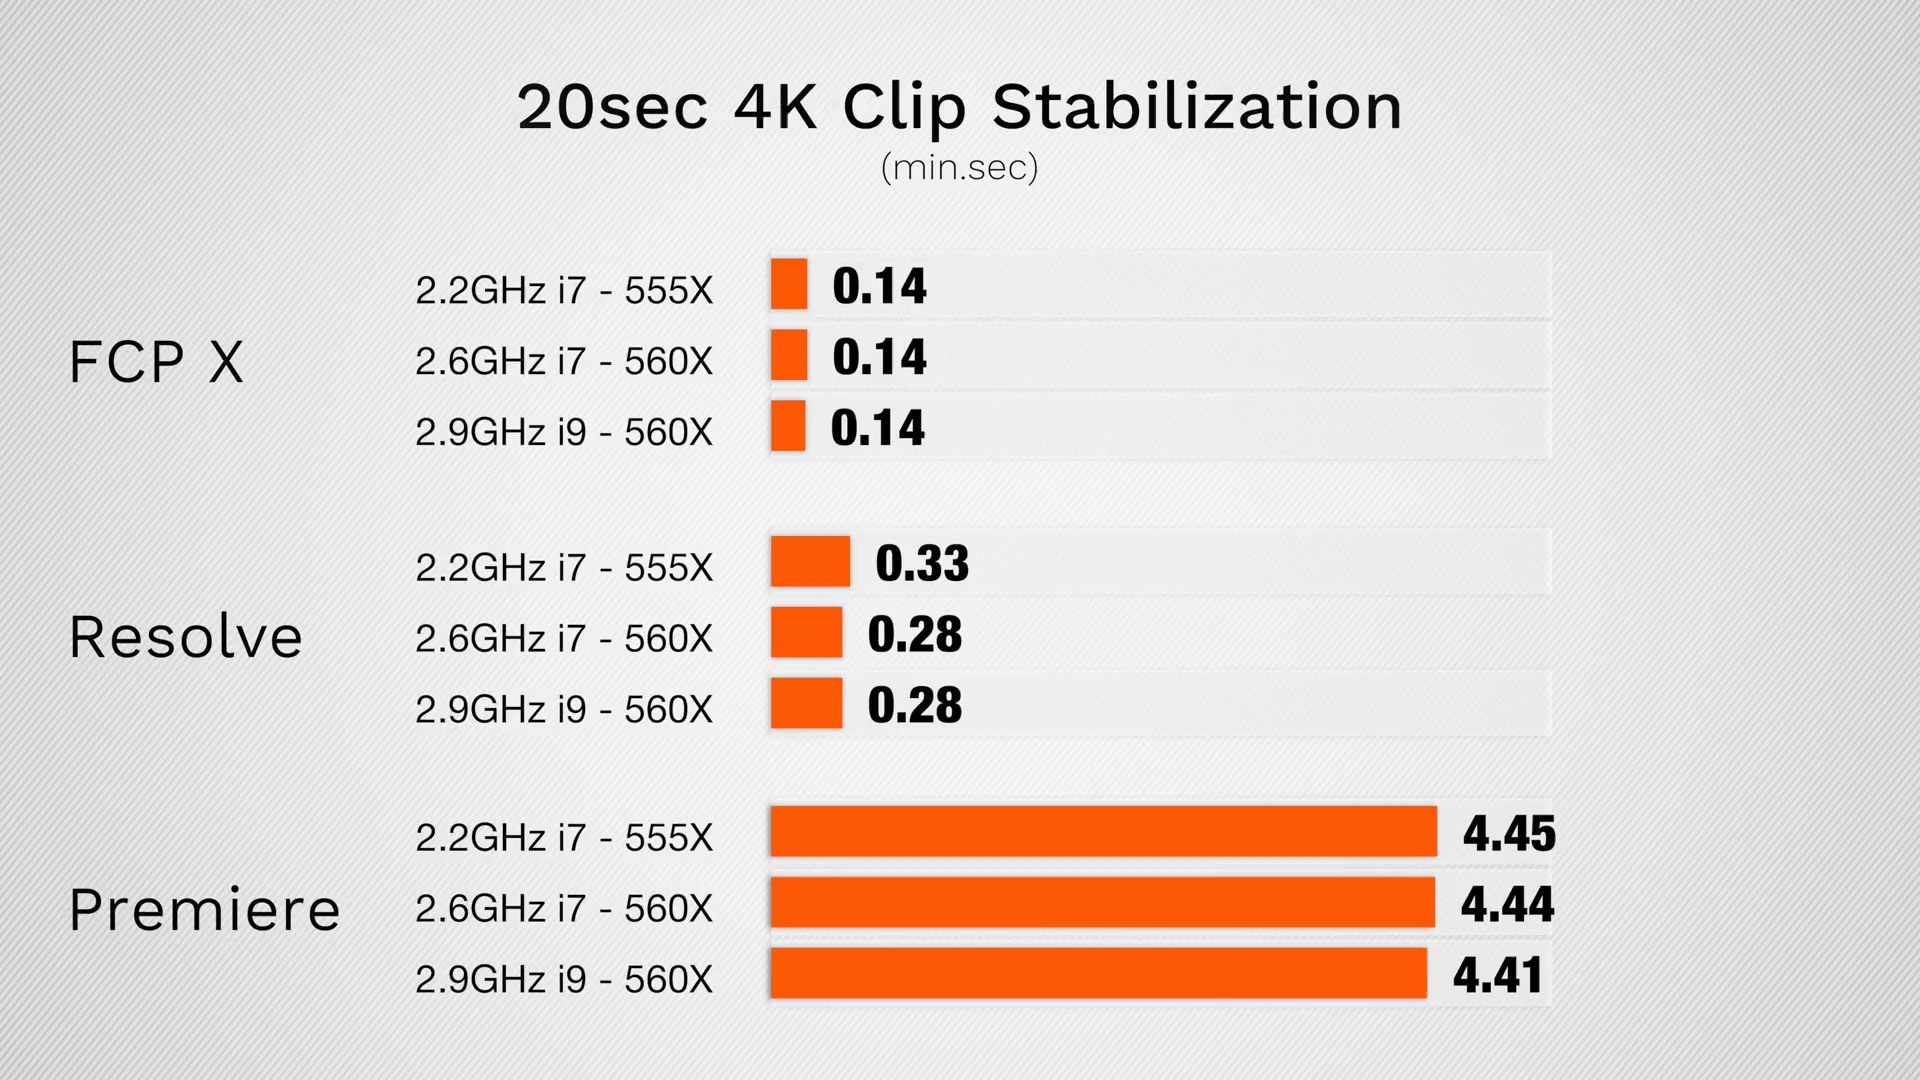 20sec 4K Clip Stabilization
(min.sec)
FCP X
2.2GHz i7 - 555X 0.14
2.6GHz i7 - 560X 0.14
2.9GHz i9 - 560X 0.14
Resolve
2.2GHz i7 - 555X 0.33
2.6GHz i7 - 560X 0.28
2.9GHz i9 - 560X 0.28
Premiere
2.2GHz i7 - 555X 4.45
2.6GHz i7 - 560X 4.44
2.9GHz i9 - 560X 4.41